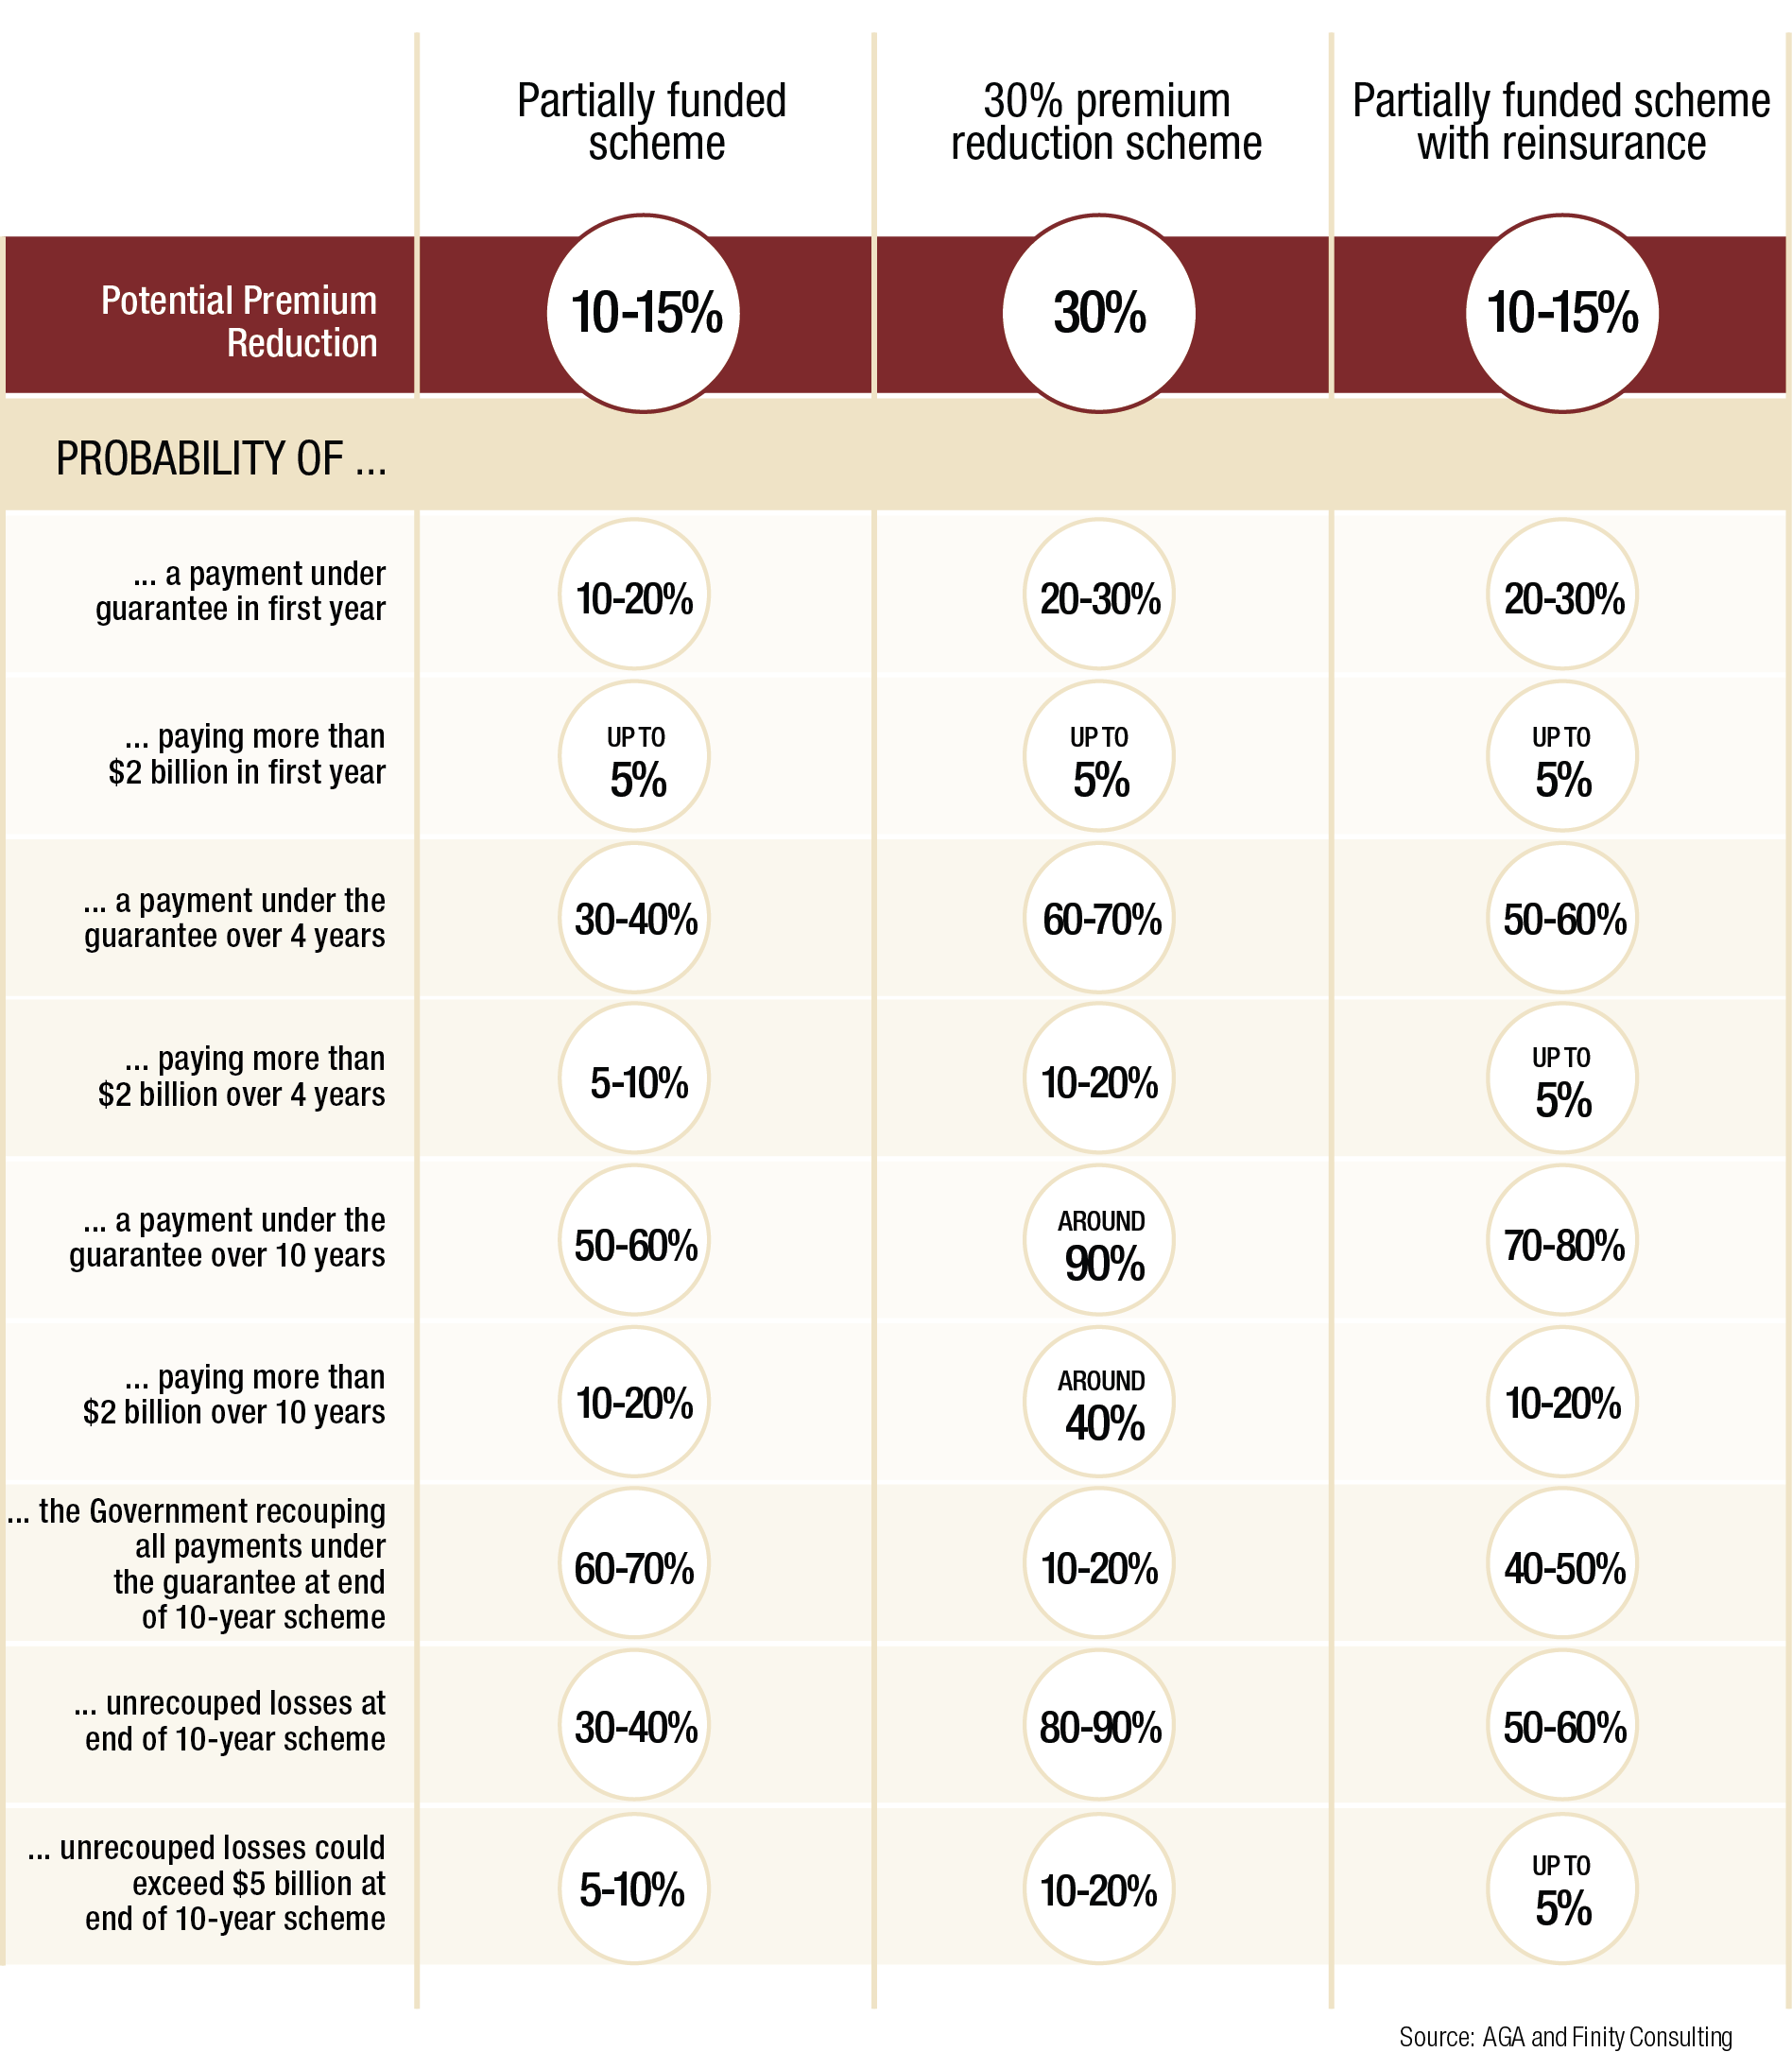 Partially funded
scheme
30% premium
reduction scheme
Partially funded scheme
with reinsurance
Potential Premium
Reduction
10-15%
30%
10-15%
PROBABILITY OF ...
... a payment under
guarantee in first year
10-20%
20-30%
20-30%
... paying more than
$2 billion in first year
UP TO
5%
UP TO
5%
UP TO
5%
... a payment under the
guarantee over 4 years
30-40%
60-70%
50-60%
... paying more than
$2 billion over 4 years
5-10%
10-20%
UP TO
5%
... a payment under the
guarantee over 10 years
50-60%
AROUND
90%
70-80%
... paying more than
$2 billion over 10 years
10-20%
AROUND
40%
10-20%
... the Government recouping
all payments under
the guarantee at end
of 10-year scheme
60-70%
10-20%
40-50%
... unrecouped losses at
end of 10-year scheme
30-40%
80-90%
50-60%
... unrecouped losses could
exceed $5 billion at
end of 10-year scheme
5-10%
10-20%
UP TO
5%
Source: AGA and Finity Consulting